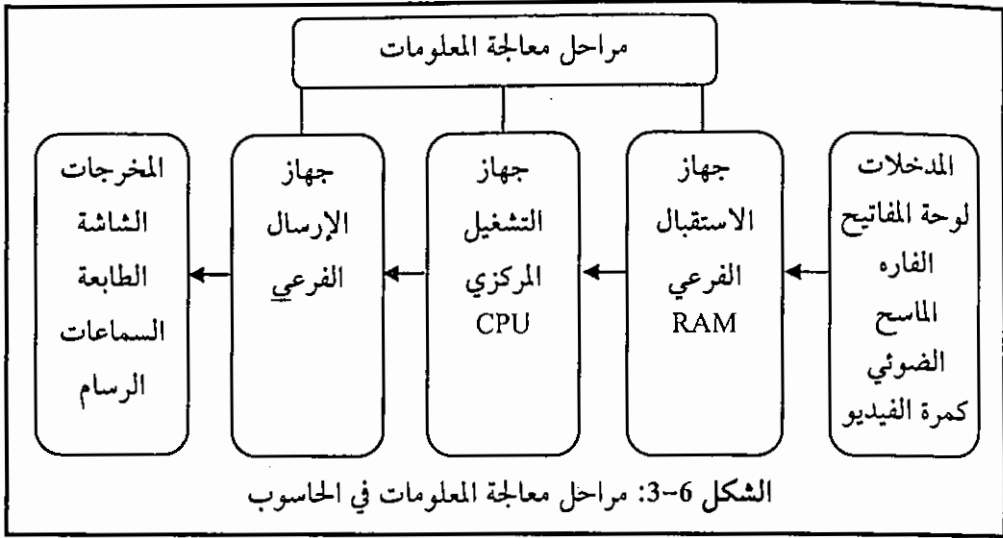 مراحل معالجة المعلومات
المدخلات
لوحة المفاتيح
الفاره
الماسح
الضوئي
كمرة الفيديو
جهاز
الاستقبال
الفرعي
RAM
جهاز
التشغيل
المركزي
CPU
جهاز
الإرسال
الفرعي
المخرجات
الشاشة
الطابعة
السماعات
الرسام
الشكل 6-3: مراحل معالجة المعلومات في الحاسوب